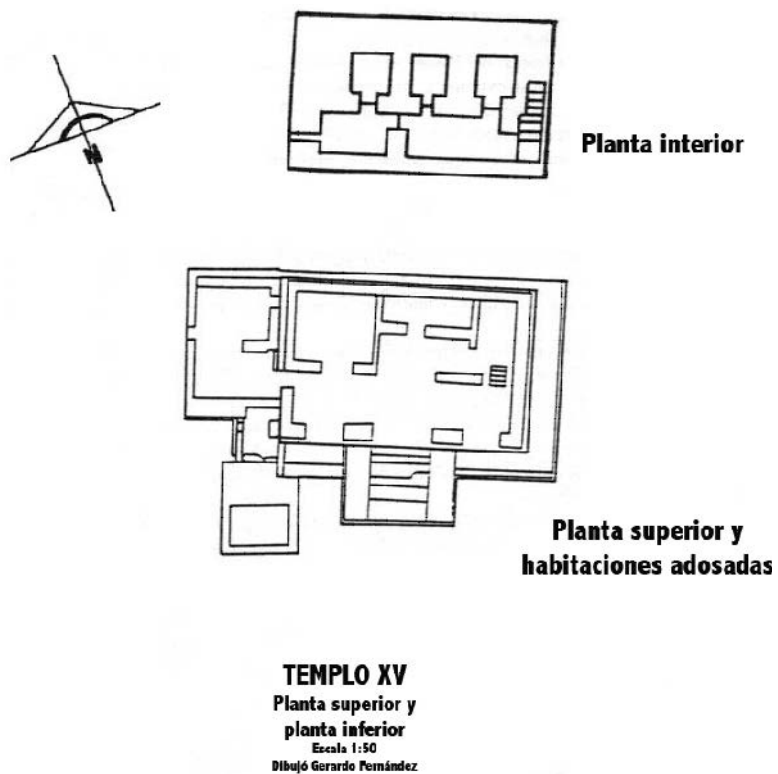 N
Planta interior
Planta superior y
habitaciones adosadas
TEMPLO XV
Planta superior y
planta inferior
Escala 1:50
Dibujó Gerardo Fernández